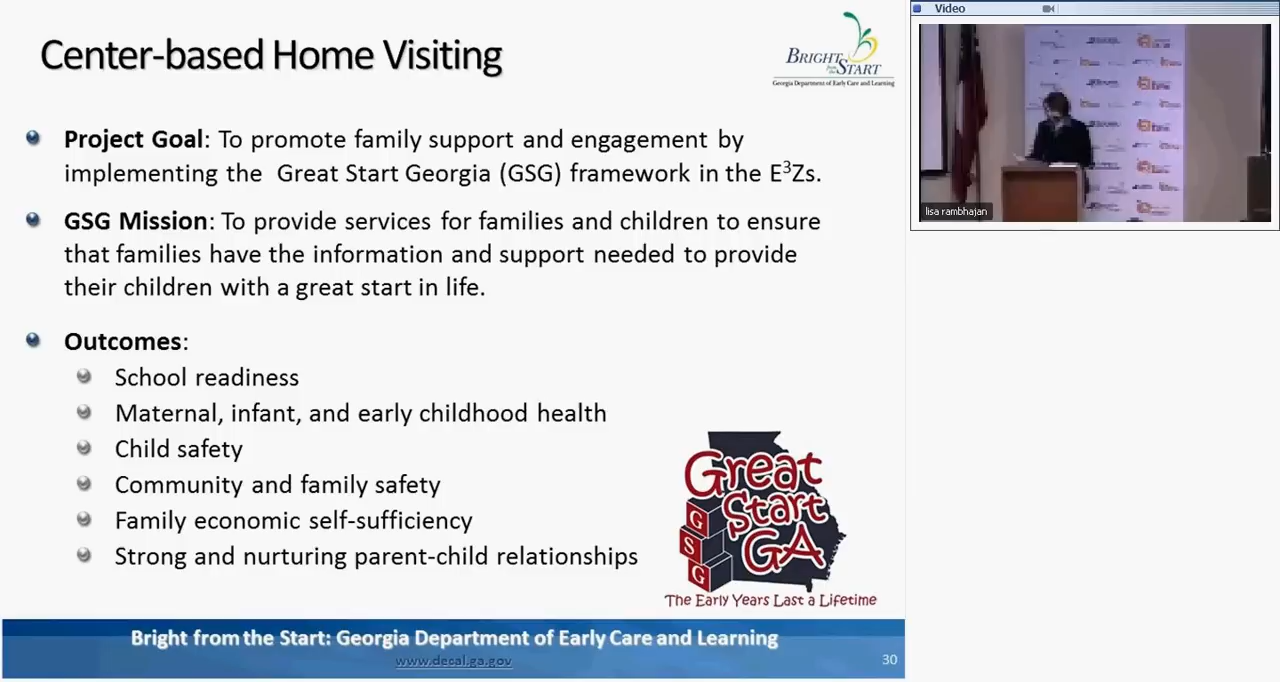 Center-based Home Visiting
BRIGHT
from the
START
Georgia Department of Early Care and Learning
Project Goal: To promote family support and engagement by
implementing the Great Start Georgia (GSG) framework in the E³Zs.
GSG Mission: To provide services for families and children to ensure
that families have the information and support needed to provide
their children with a great start in life.
Outcomes:
School readiness
Maternal, infant, and early childhood health
Child safety
Community and family safety
Family economic self-sufficiency
Strong and nurturing parent-child relationships
Great
Start
GA
G
S
G
The Early Years Last a Lifetime
Bright from the Start: Georgia Department of Early Care and Learning
www.decal.ga.gov
30
Video
lisa rambhajan